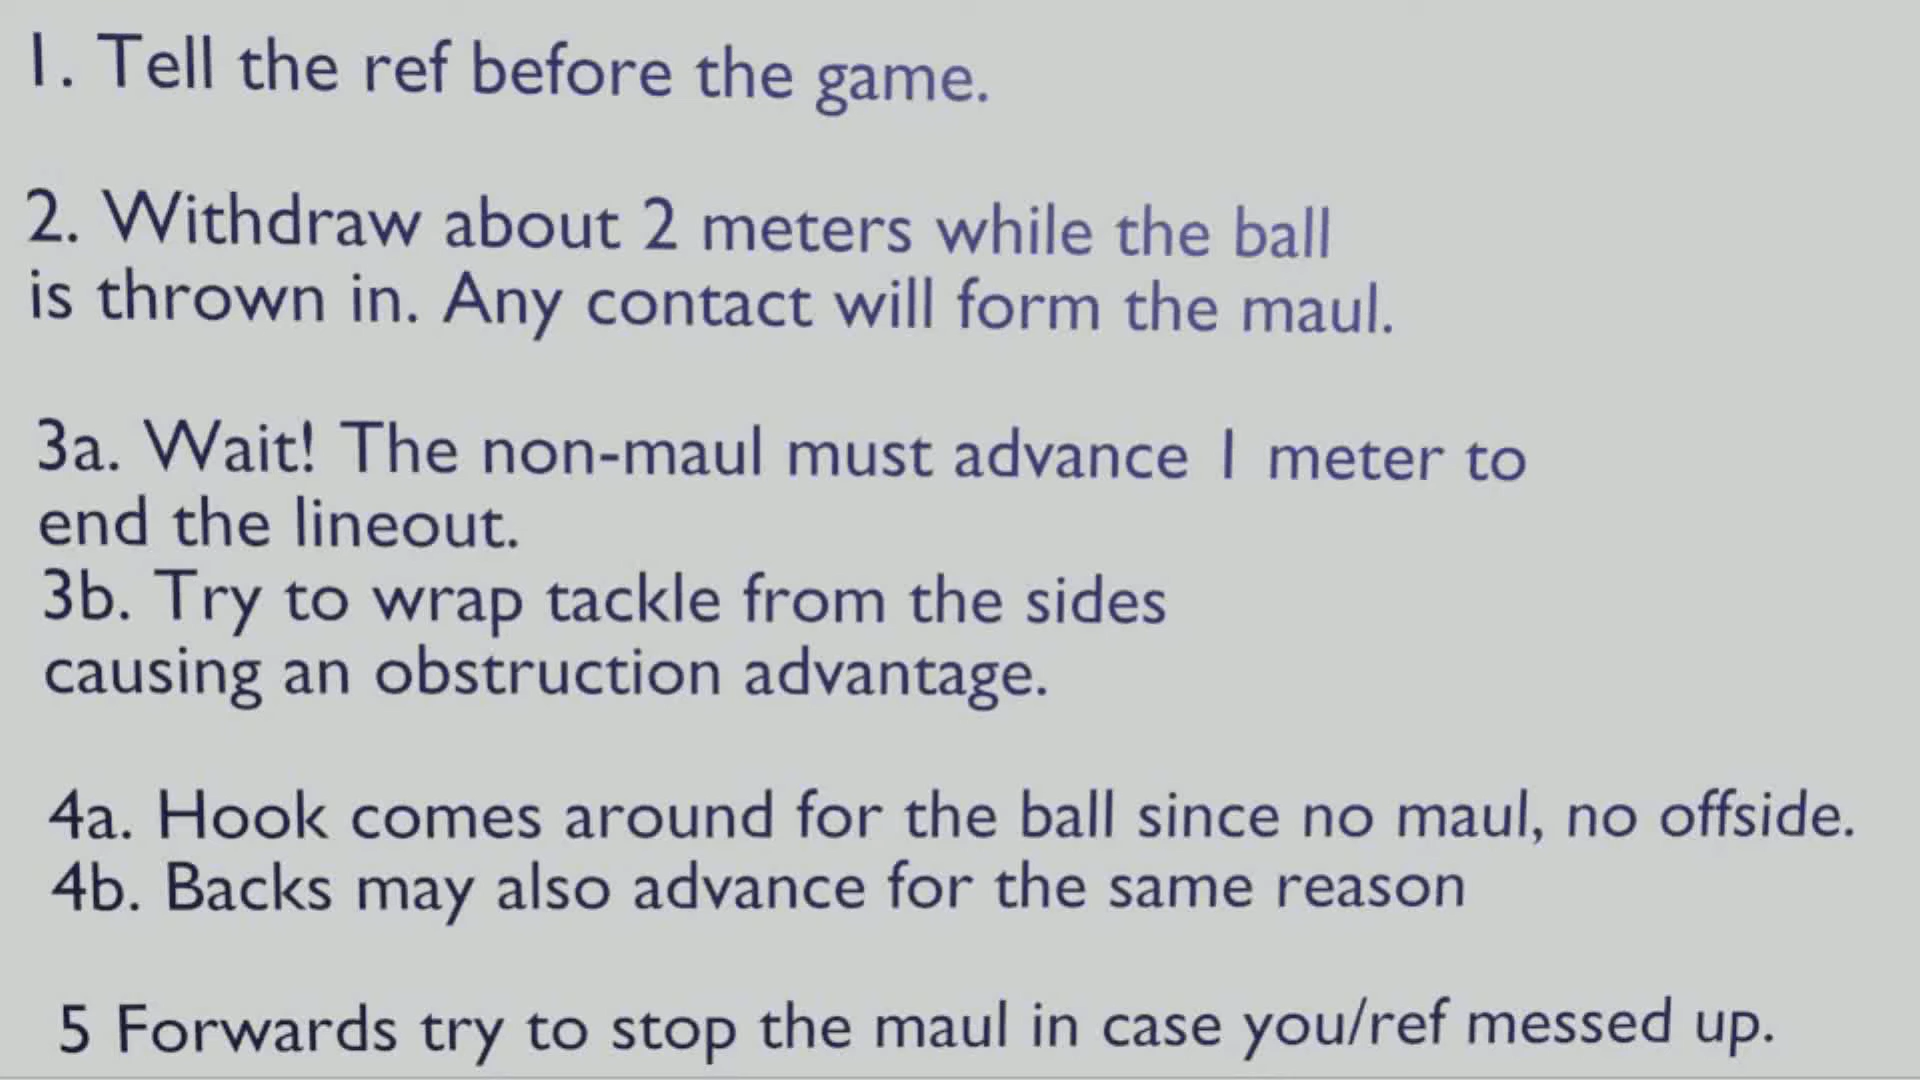 1. Tell the ref before the game.
2. Withdraw about 2 meters while the ball
is thrown in. Any contact will form the maul.
3a. Wait! The non-maul must advance 1 meter to
end the lineout.
3b. Try to wrap tackle from the sides
causing an obstruction advantage.
4a. Hook comes around for the ball since no maul, no offside.
4b. Backs may also advance for the same reason
5 Forwards try to stop the maul in case you/ref messed up.